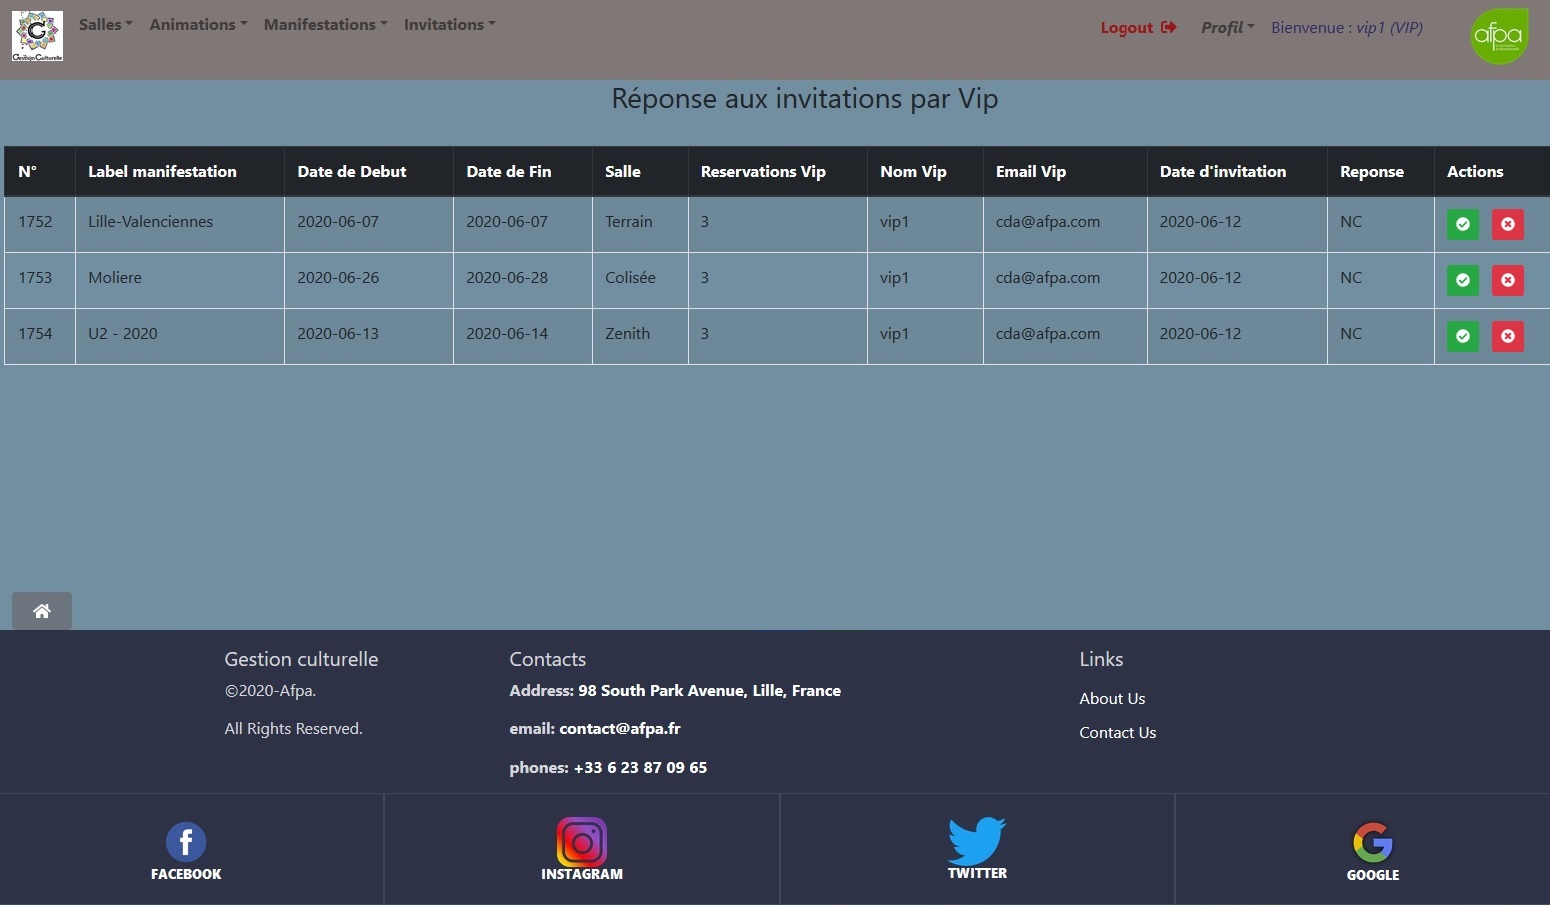 Salles Animations Manifestations Invitations Logout Profil Bienvenue : vip1 (VIP)
Gestion Culturelle
afpa
Réponse aux invitations par Vip
N° Label manifestation Date de Debut Date de Fin Salle Reservations Vip Nom Vip Email Vip Date d'invitation Reponse Actions
1752 Lille-Valenciennes 2020-06-07 2020-06-07 Terrain 3 vip1 cda@afpa.com 2020-06-12 NC
1753 Moliere 2020-06-26 2020-06-28 Colisée 3 vip1 cda@afpa.com 2020-06-12 NC
1754 U2 - 2020 2020-06-13 2020-06-14 Zenith 3 vip1 cda@afpa.com 2020-06-12 NC
Gestion culturelle
©2020-Afpa.
All Rights Reserved.
Contacts
Address: 98 South Park Avenue, Lille, France
email: contact@afpa.fr
phones: +33 6 23 87 09 65
Links
About Us
Contact Us
FACEBOOK
INSTAGRAM
TWITTER
GOOGLE